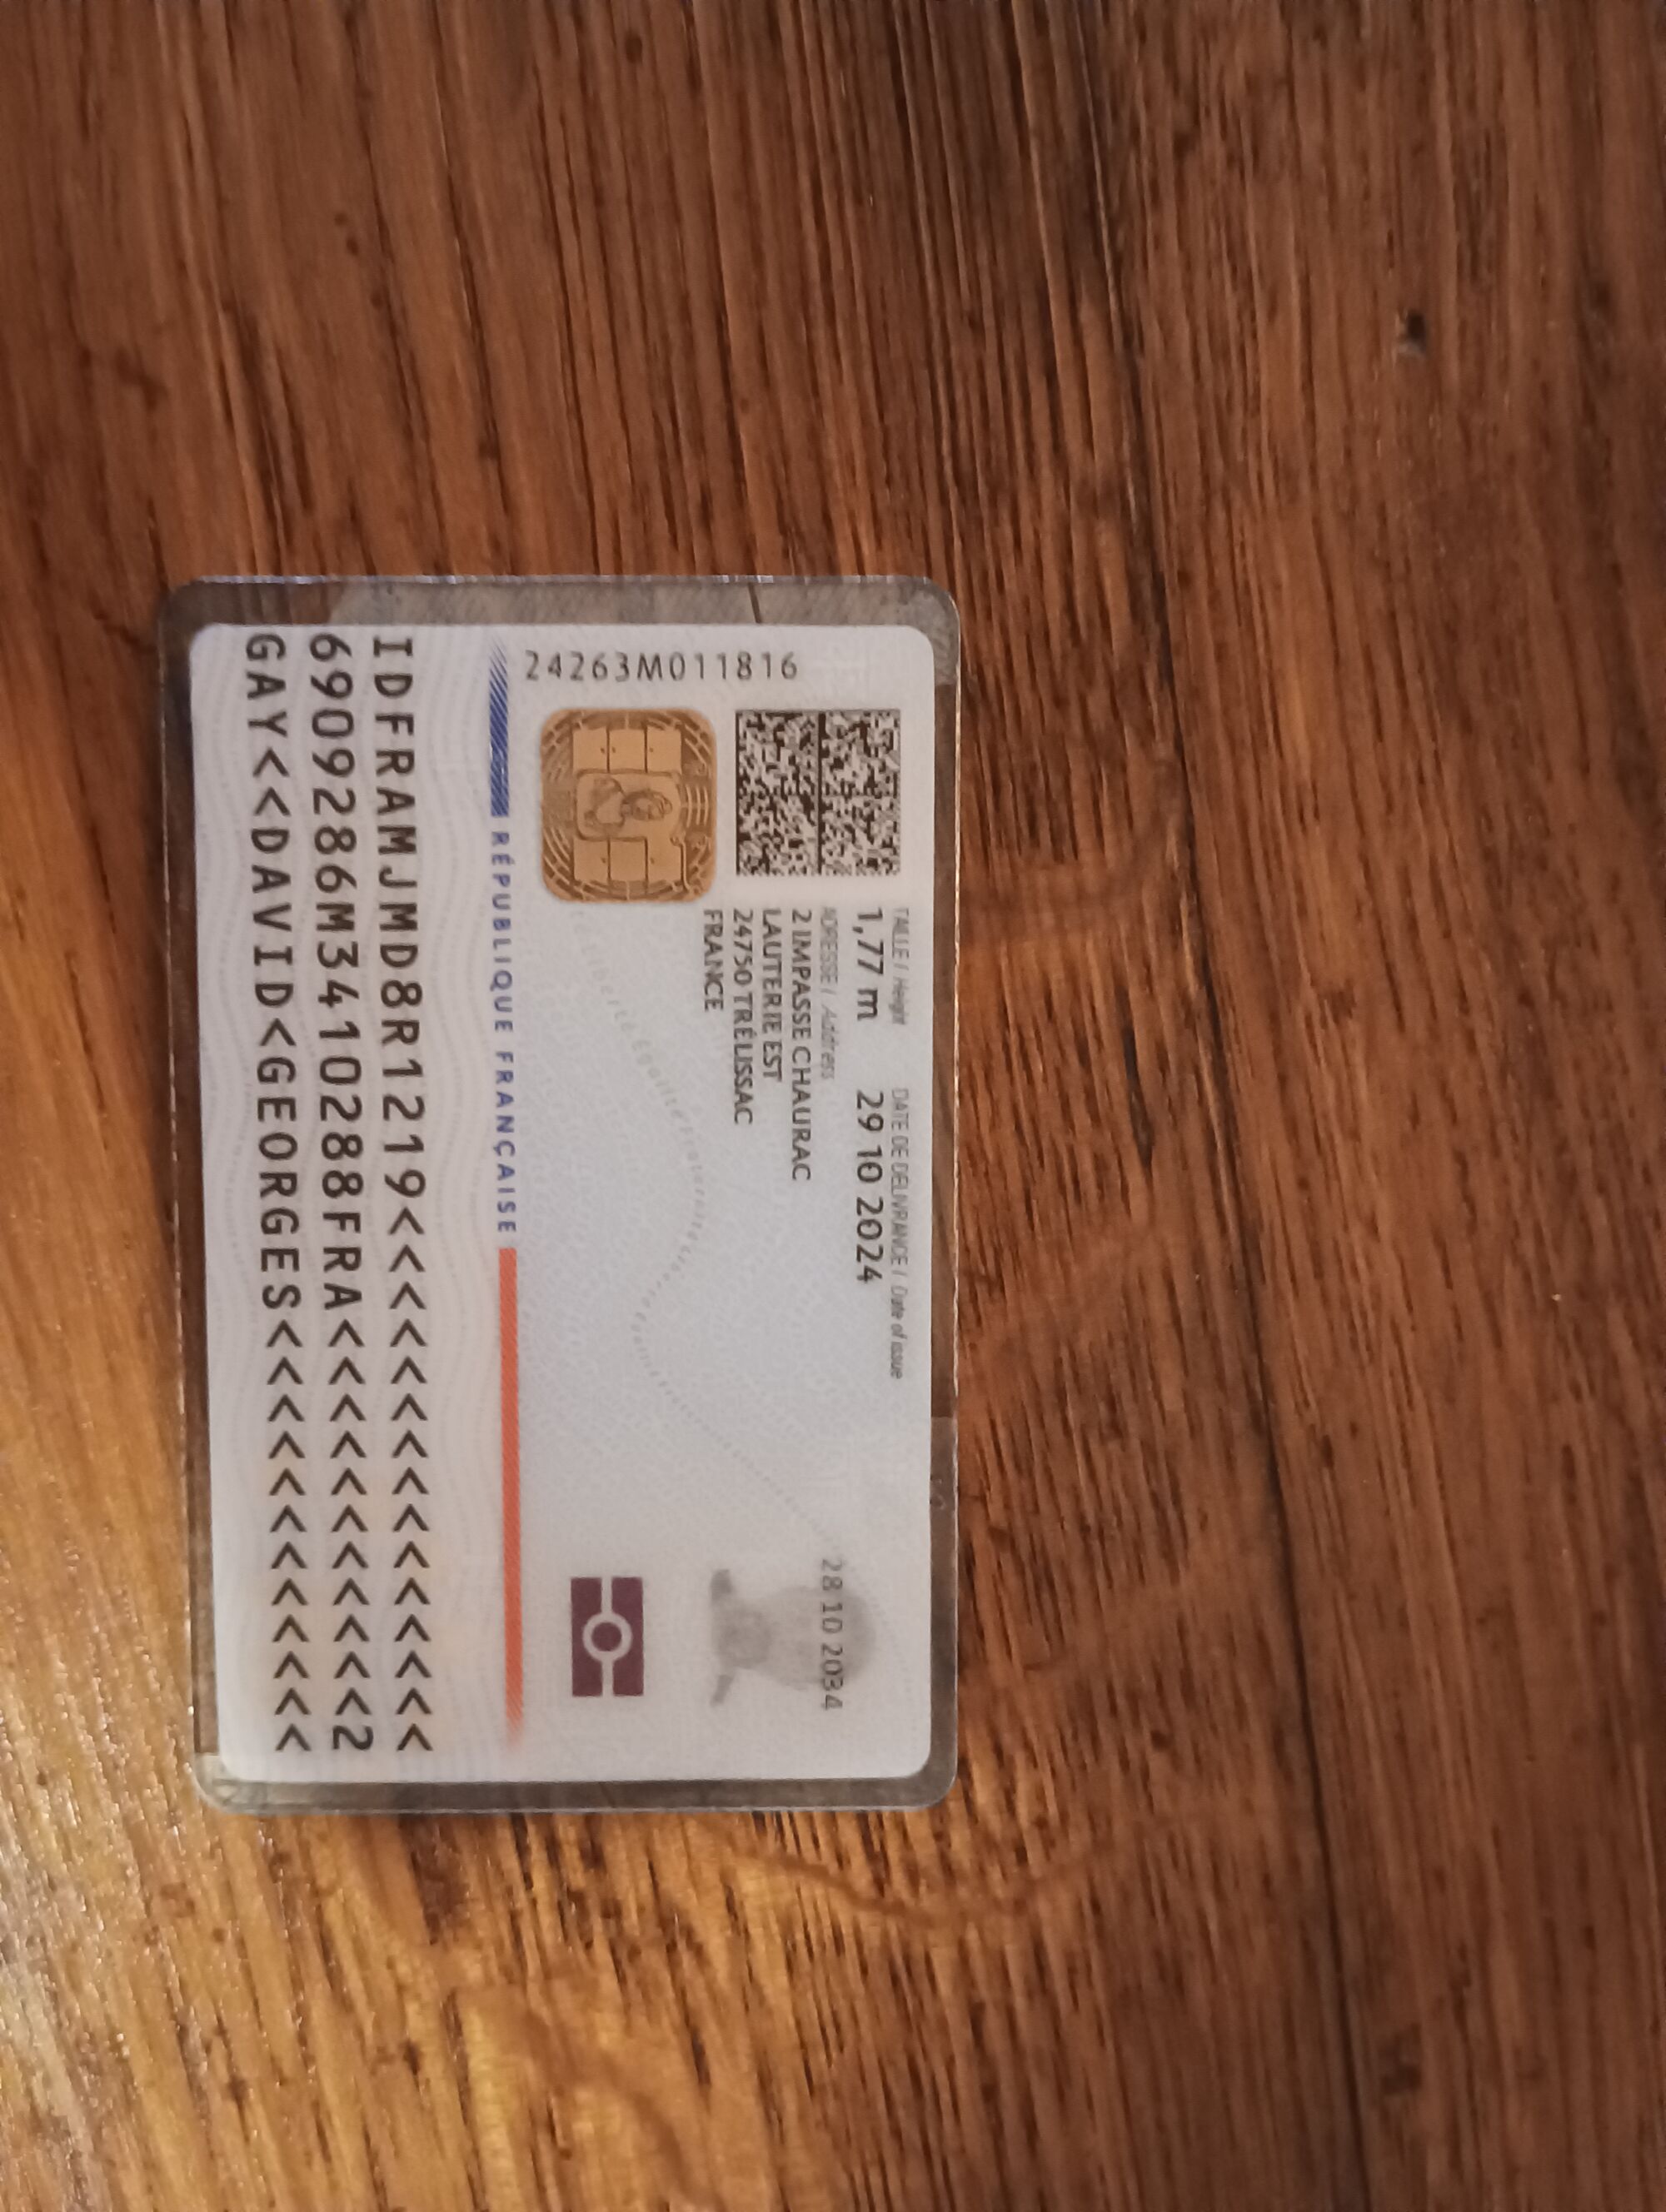 24263M011816
TAILLE / Height
DATE DE DÉLIVRANCE / Date of issue
1,77 m
29 10 2024
ADRESSE / Address
2 IMPASSE CHAURAC
LAUTERIE EST
24750 TRÉLISSAC
FRANCE
28 10 2034
RÉPUBLIQUE FRANÇAISE
IDFRAMJMD8R1219<<<<<<<<<<<<<<<
6909286M3410288FRA<<<<<<<<<<<2
GAY<<DAVID<GEORGES<<<<<<<<<<<<